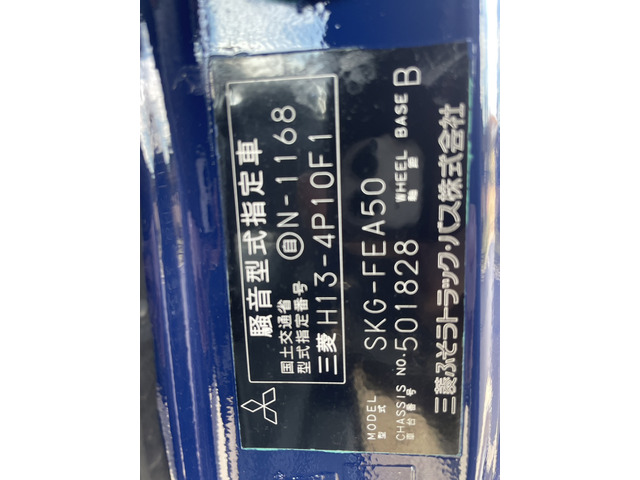 騒音型式指定車
国土交通省
型式指定番号
自 N-1168
三菱 H13-4P10F1
MODEL
型式
SKG-FEA50
CHASSIS NO.
車台番号
501828
WHEEL BASE
軸距
B
三菱ふそうトラック・バス株式会社